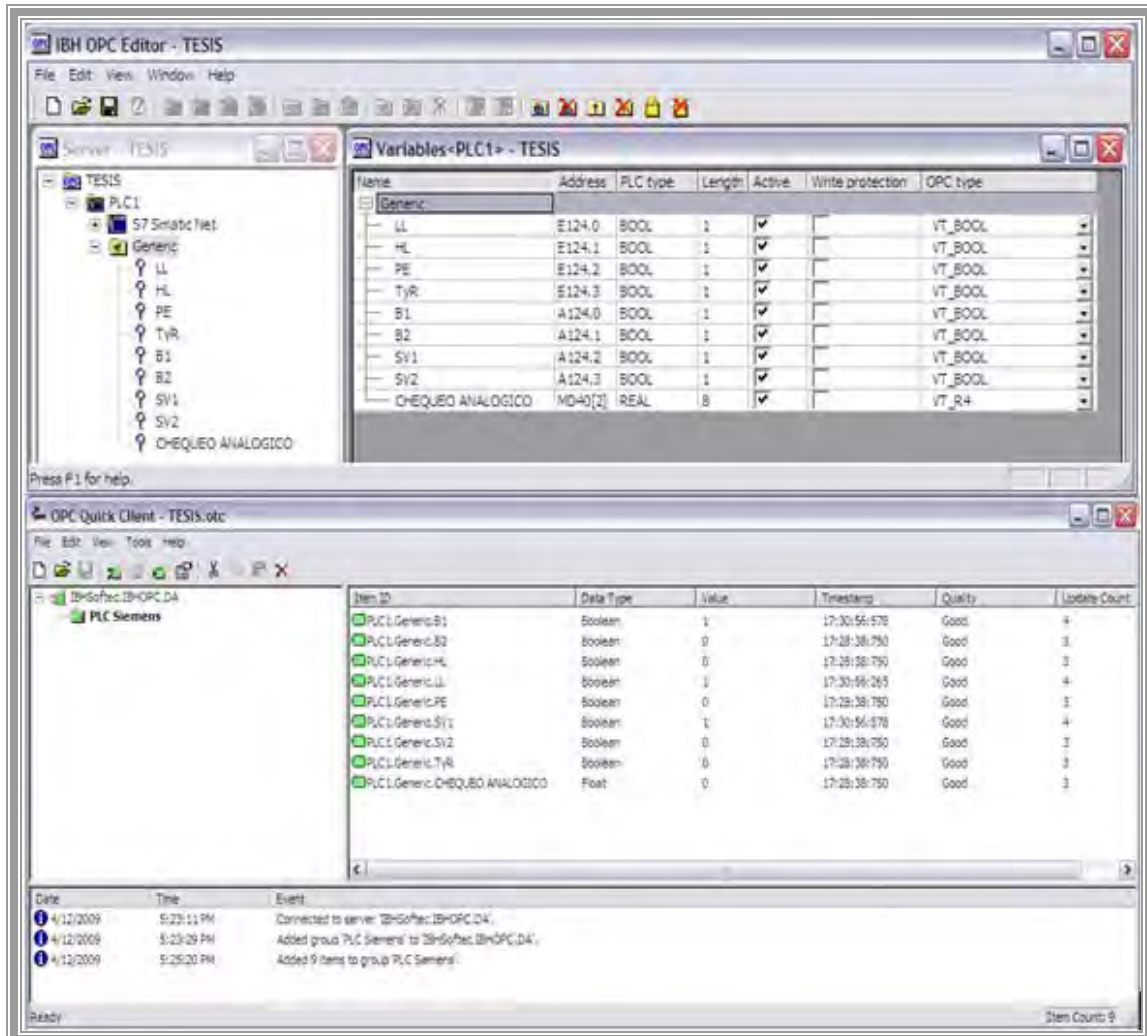 IBH OPC Editor - TESIS
File Edit View Window Help
Server - TESIS
TESIS
PLC1
S7 Simatic Net
Generic
LL
HL
PE
TyR
B1
B2
SV1
SV2
CHEQUEO ANALOGICO
Variables<PLC1> - TESIS
Name Address PLC type Length Active Write protection OPC type
Generic
LL E124.0 BOOL 1 VT_BOOL
HL E124.1 BOOL 1 VT_BOOL
PE E124.2 BOOL 1 VT_BOOL
TyR E124.3 BOOL 1 VT_BOOL
B1 A124.0 BOOL 1 VT_BOOL
B2 A124.1 BOOL 1 VT_BOOL
SV1 A124.2 BOOL 1 VT_BOOL
SV2 A124.3 BOOL 1 VT_BOOL
CHEQUEO ANALOGICO MD40[2] REAL 8 VT_R4
Press F1 for help.
OPC Quick Client - TESIS.otc
File Edit View Tools Help
IBHSoftec.IBHOPC.DA
PLC Siemens
Item ID Data Type Value Timestamp Quality Update Count
PLC1.Generic.B1 Boolean 1 17:30:56:578 Good 4
PLC1.Generic.B2 Boolean 0 17:28:38:750 Good 3
PLC1.Generic.HL Boolean 0 17:28:38:750 Good 3
PLC1.Generic.LL Boolean 1 17:30:56:265 Good 4
PLC1.Generic.PE Boolean 0 17:28:38:750 Good 3
PLC1.Generic.SV1 Boolean 1 17:30:56:578 Good 4
PLC1.Generic.SV2 Boolean 0 17:28:38:750 Good 3
PLC1.Generic.TyR Boolean 0 17:28:38:750 Good 3
PLC1.Generic.CHEQUEO ANALOGICO Float 0 17:28:38:750 Good 3
Date Time Event
4/12/2009 5:23:11 PM Connected to server 'IBHSoftec.IBHOPC.DA'.
4/12/2009 5:23:29 PM Added group 'PLC Siemens' to 'IBHSoftec.IBHOPC.DA'.
4/12/2009 5:25:20 PM Added 9 items to group 'PLC Siemens'.
Ready Item Count: 9